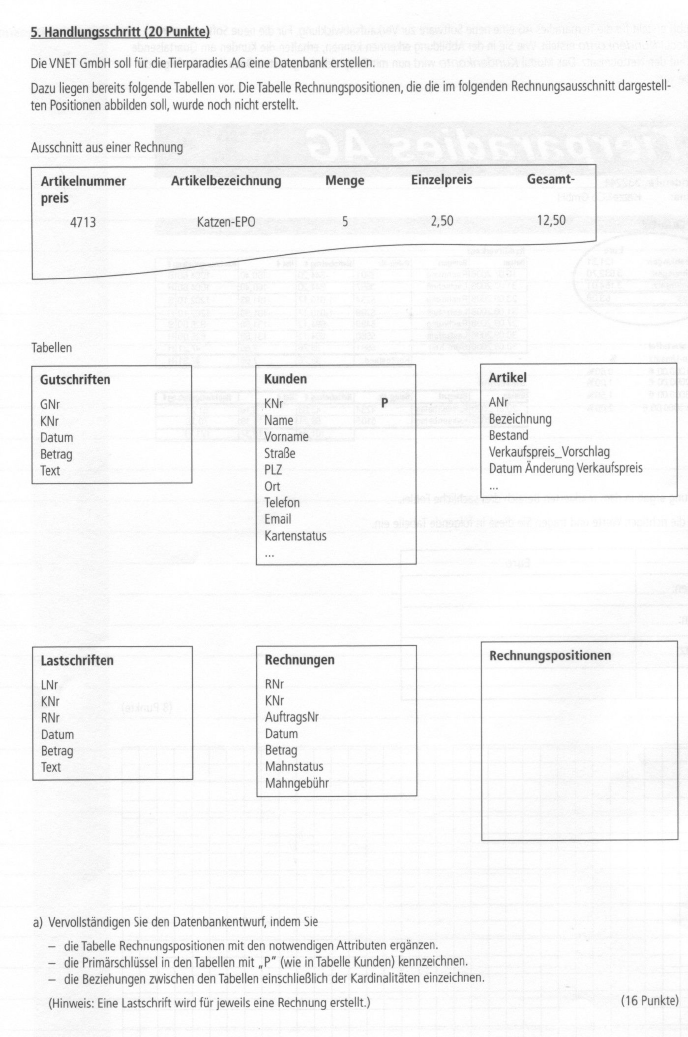 5. Handlungsschritt (20 Punkte)
Die VNET GmbH soll für die Tierparadies AG eine Datenbank erstellen.
Dazu liegen bereits folgende Tabellen vor. Die Tabelle Rechnungspositionen, die die im folgenden Rechnungsausschnitt dargestell-
ten Positionen abbilden soll, wurde noch nicht erstellt.
Ausschnitt aus einer Rechnung
Artikelnummer Artikelbezeichnung Menge Einzelpreis Gesamt-
preis
4713 Katzen-EPO 5 2,50 12,50
Tabellen
Gutschriften
GNr
KNr
Datum
Betrag
Text
Kunden
KNr P
Name
Vorname
Straße
PLZ
Ort
Telefon
Email
Kartenstatus
...
Artikel
ANr
Bezeichnung
Bestand
Verkaufspreis_Vorschlag
Datum Änderung Verkaufspreis
...
Lastschriften
LNr
KNr
RNr
Datum
Betrag
Text
Rechnungen
RNr
KNr
AuftragsNr
Datum
Betrag
Mahnstatus
Mahngebühr
Rechnungspositionen
a) Vervollständigen Sie den Datenbankentwurf, indem Sie
– die Tabelle Rechnungspositionen mit den notwendigen Attributen ergänzen.
– die Primärschlüssel in den Tabellen mit „P" (wie in Tabelle Kunden) kennzeichnen.
– die Beziehungen zwischen den Tabellen einschließlich der Kardinalitäten einzeichnen.
(Hinweis: Eine Lastschrift wird für jeweils eine Rechnung erstellt.) (16 Punkte)